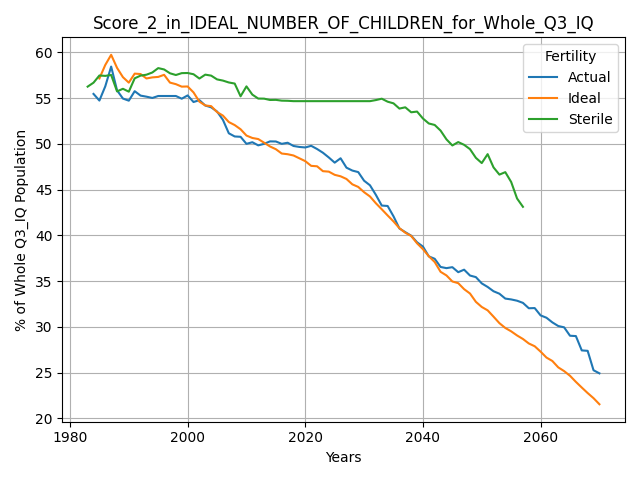 Score_2_in_IDEAL_NUMBER_OF_CHILDREN_for_Whole_Q3_IQ
% of Whole Q3_IQ Population
60
55
50
45
40
35
30
25
20
Fertility
Actual
Ideal
Sterile
1980
2000
2020
2040
2060
Years